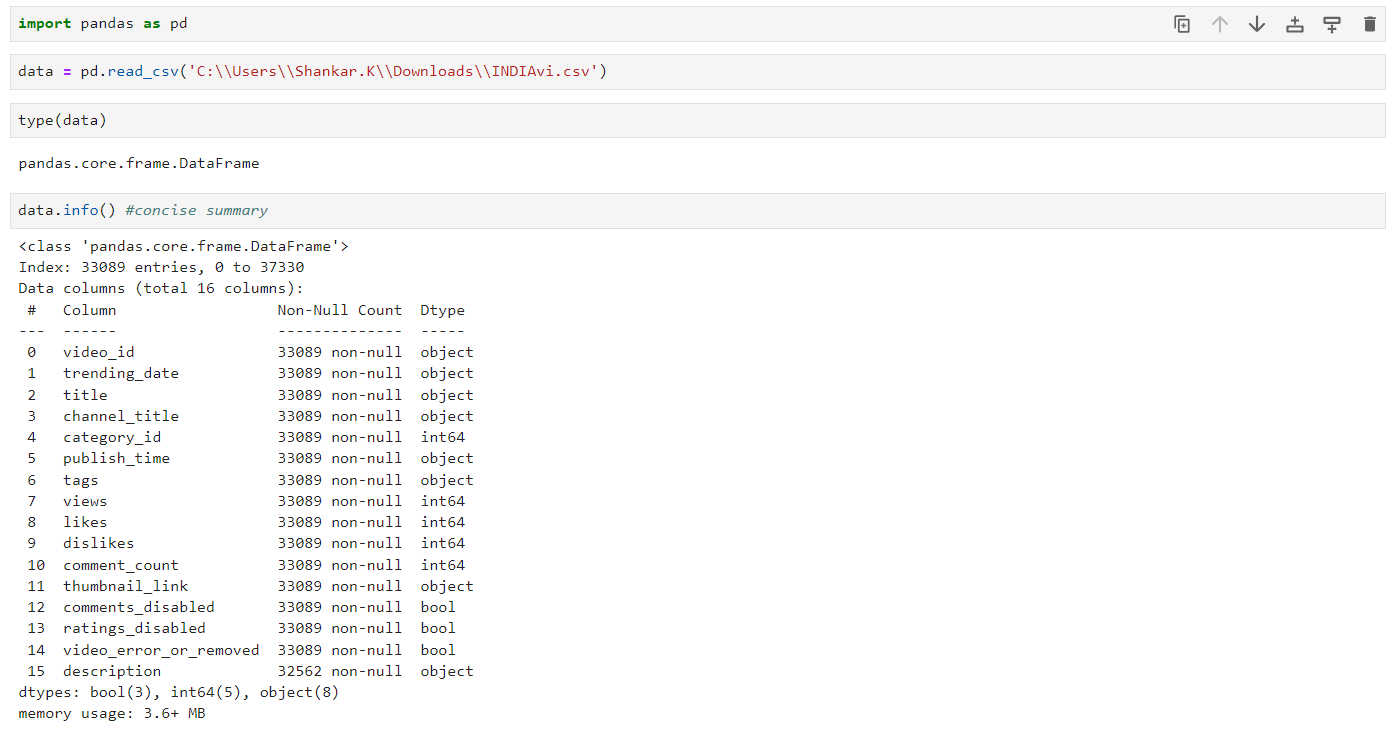 import pandas as pd
data = pd.read_csv('C:\\Users\\Shankar.K\\Downloads\\INDIAvi.csv')
type(data)
pandas.core.frame.DataFrame
data.info() #concise summary
<class 'pandas.core.frame.DataFrame'>
Index: 33089 entries, 0 to 37330
Data columns (total 16 columns):
 #   Column                  Non-Null Count  Dtype
---  ------                  --------------  -----
 0   video_id                33089 non-null  object
 1   trending_date           33089 non-null  object
 2   title                   33089 non-null  object
 3   channel_title           33089 non-null  object
 4   category_id             33089 non-null  int64
 5   publish_time            33089 non-null  object
 6   tags                    33089 non-null  object
 7   views                   33089 non-null  int64
 8   likes                   33089 non-null  int64
 9   dislikes                33089 non-null  int64
 10  comment_count           33089 non-null  int64
 11  thumbnail_link          33089 non-null  object
 12  comments_disabled       33089 non-null  bool
 13  ratings_disabled        33089 non-null  bool
 14  video_error_or_removed  33089 non-null  bool
 15  description             32562 non-null  object
dtypes: bool(3), int64(5), object(8)
memory usage: 3.6+ MB